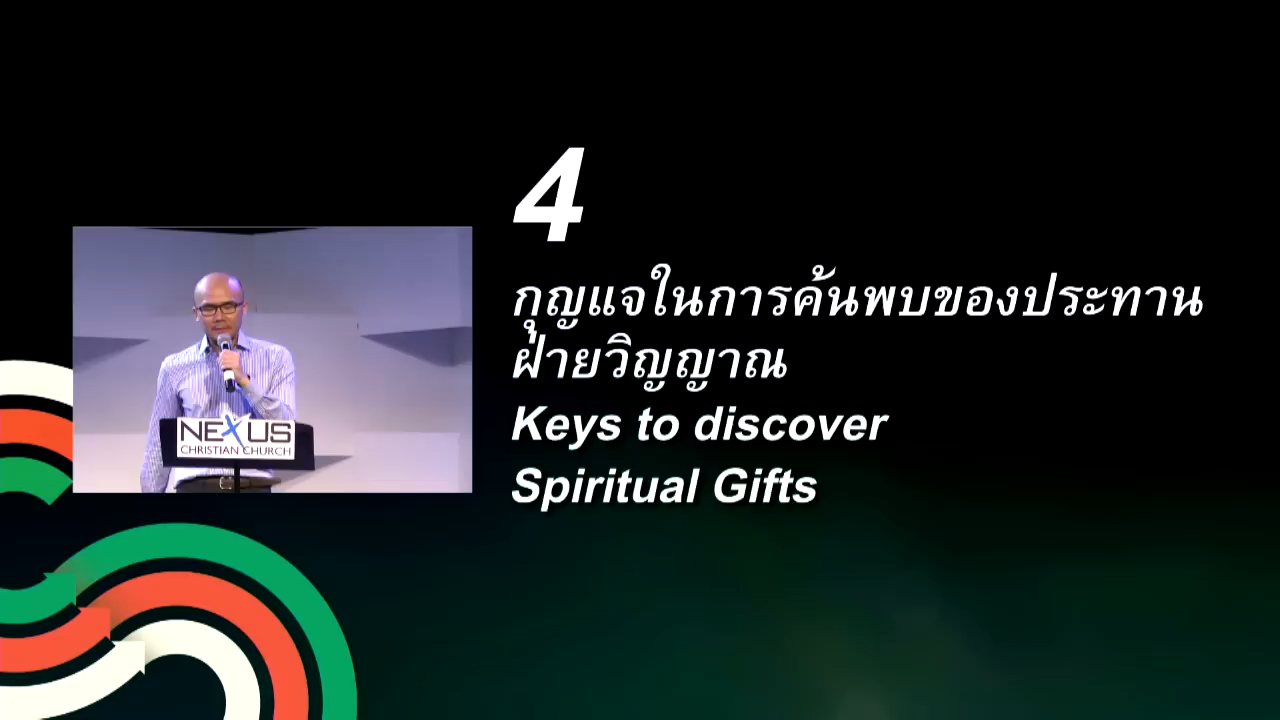 4
กุญแจในการค้นพบของประทาน
ฝ่ายวิญญาณ
Keys to discover
Spiritual Gifts
NEXUS
CHRISTIAN CHURCH